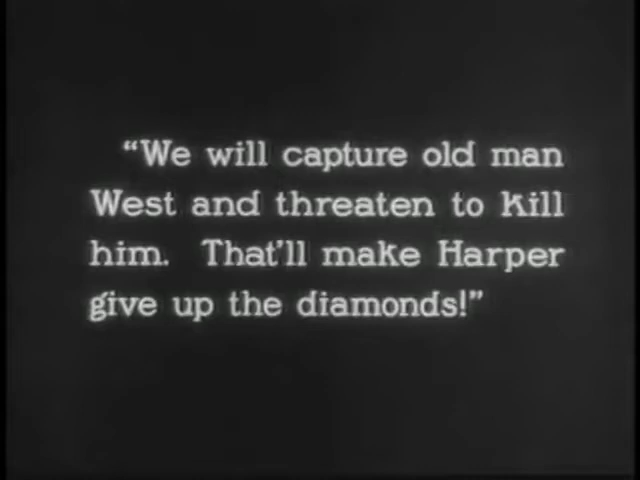 “We will capture old man
West and threaten to kill
him. That’ll make Harper
give up the diamonds!”